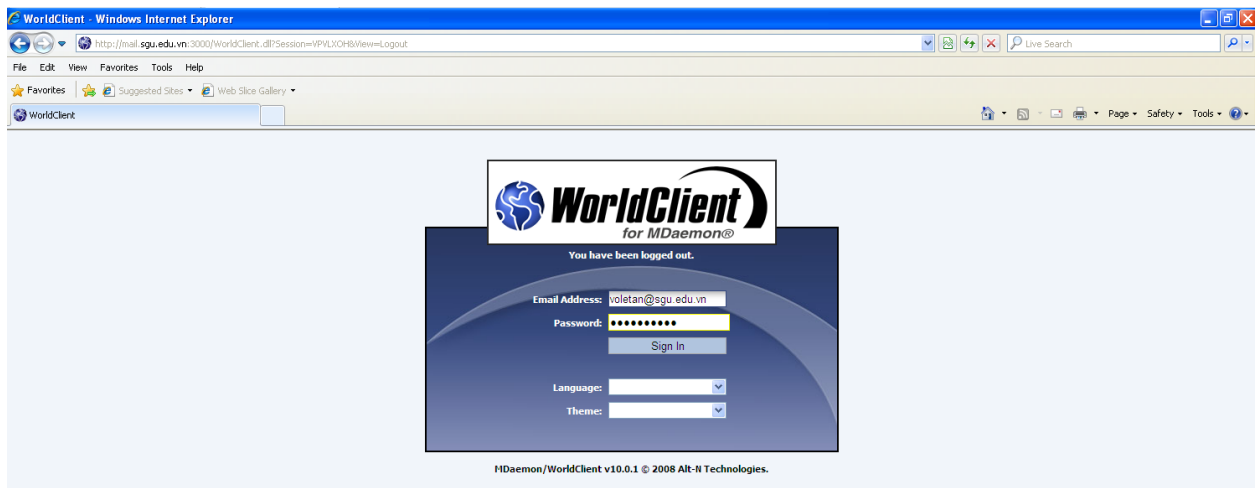 WorldClient - Windows Internet Explorer
http://mail.sgu.edu.vn:3000/WorldClient.dll?Session=VPVLXOH&View=Logout
Live Search
File Edit View Favorites Tools Help
Favorites Suggested Sites Web Slice Gallery
WorldClient
Page Safety Tools
WorldClient
for MDaemon®
You have been logged out.
Email Address: voletan@sgu.edu.vn
Password: ••••••••••
Sign In
Language:
Theme:
MDaemon/WorldClient v10.0.1 © 2008 Alt-N Technologies.